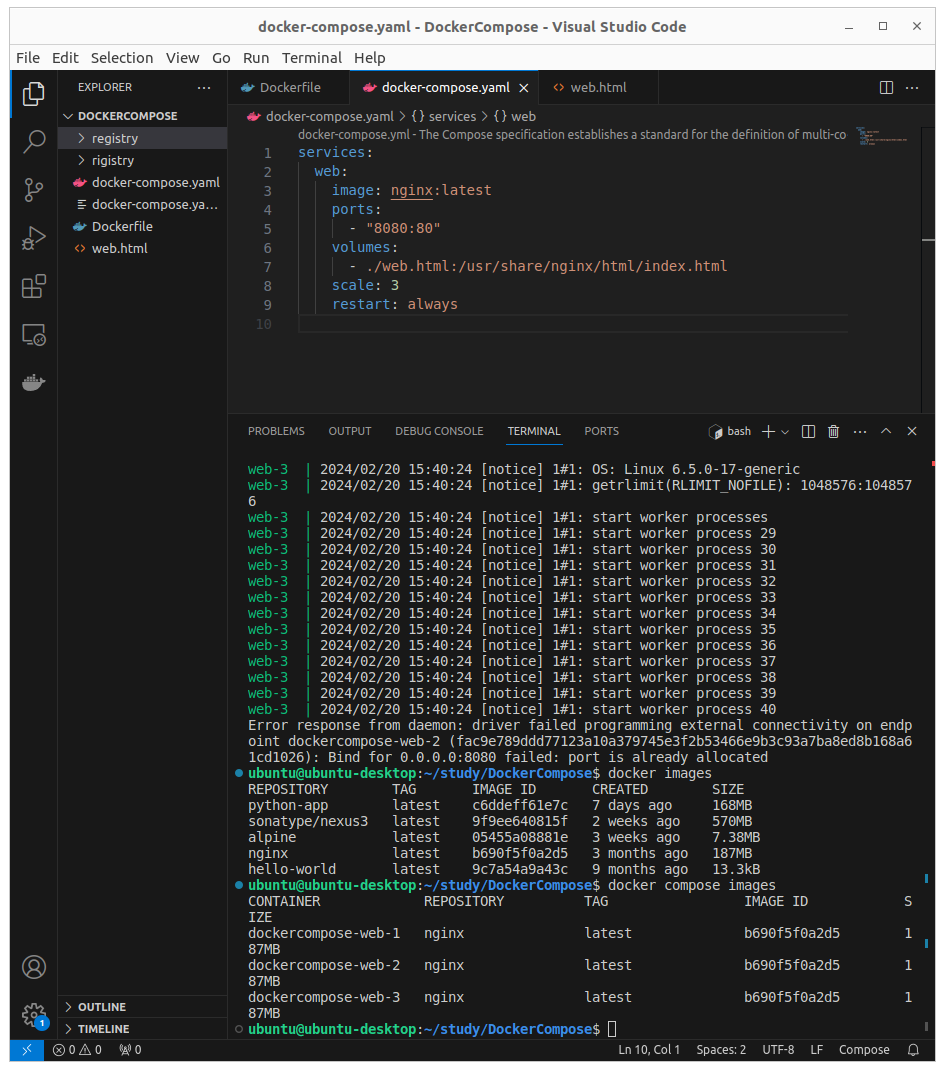 docker-compose.yaml - DockerCompose - Visual Studio Code
File Edit Selection View Go Run Terminal Help
EXPLORER
Dockerfile
docker-compose.yaml
web.html
DOCKERCOMPOSE
registry
rigistry
docker-compose.yaml
docker-compose.ya...
Dockerfile
web.html
docker-compose.yaml > {} services > {} web
docker-compose.yml - The Compose specification establishes a standard for the definition of multi-co
1 services:
2 web:
3 image: nginx:latest
4 ports:
5 - "8080:80"
6 volumes:
7 - ./web.html:/usr/share/nginx/html/index.html
8 scale: 3
9 restart: always
10
PROBLEMS OUTPUT DEBUG CONSOLE TERMINAL PORTS
bash
web-3 | 2024/02/20 15:40:24 [notice] 1#1: OS: Linux 6.5.0-17-generic
web-3 | 2024/02/20 15:40:24 [notice] 1#1: getrlimit(RLIMIT_NOFILE): 1048576:104857
6
web-3 | 2024/02/20 15:40:24 [notice] 1#1: start worker processes
web-3 | 2024/02/20 15:40:24 [notice] 1#1: start worker process 29
web-3 | 2024/02/20 15:40:24 [notice] 1#1: start worker process 30
web-3 | 2024/02/20 15:40:24 [notice] 1#1: start worker process 31
web-3 | 2024/02/20 15:40:24 [notice] 1#1: start worker process 32
web-3 | 2024/02/20 15:40:24 [notice] 1#1: start worker process 33
web-3 | 2024/02/20 15:40:24 [notice] 1#1: start worker process 34
web-3 | 2024/02/20 15:40:24 [notice] 1#1: start worker process 35
web-3 | 2024/02/20 15:40:24 [notice] 1#1: start worker process 36
web-3 | 2024/02/20 15:40:24 [notice] 1#1: start worker process 37
web-3 | 2024/02/20 15:40:24 [notice] 1#1: start worker process 38
web-3 | 2024/02/20 15:40:24 [notice] 1#1: start worker process 39
web-3 | 2024/02/20 15:40:24 [notice] 1#1: start worker process 40
Error response from daemon: driver failed programming external connectivity on endp
oint dockercompose-web-2 (fac9e789ddd77123a10a379745e3f2b53466e9b3c93a7ba8ed8b168a6
1cd1026): Bind for 0.0.0.0:8080 failed: port is already allocated
ubuntu@ubuntu-desktop:~/study/DockerCompose$ docker images
REPOSITORY TAG IMAGE ID CREATED SIZE
python-app latest c6ddeff61e7c 7 days ago 168MB
sonatype/nexus3 latest 9f9ee640815f 2 weeks ago 570MB
alpine latest 05455a08881e 3 weeks ago 7.38MB
nginx latest b690f5f0a2d5 3 months ago 187MB
hello-world latest 9c7a54a9a43c 9 months ago 13.3kB
ubuntu@ubuntu-desktop:~/study/DockerCompose$ docker compose images
CONTAINER REPOSITORY TAG IMAGE ID S
IZE
dockercompose-web-1 nginx latest b690f5f0a2d5 1
87MB
dockercompose-web-2 nginx latest b690f5f0a2d5 1
87MB
dockercompose-web-3 nginx latest b690f5f0a2d5 1
87MB
ubuntu@ubuntu-desktop:~/study/DockerCompose$
OUTLINE
TIMELINE
1
0 0 0
Ln 10, Col 1 Spaces: 2 UTF-8 LF Compose